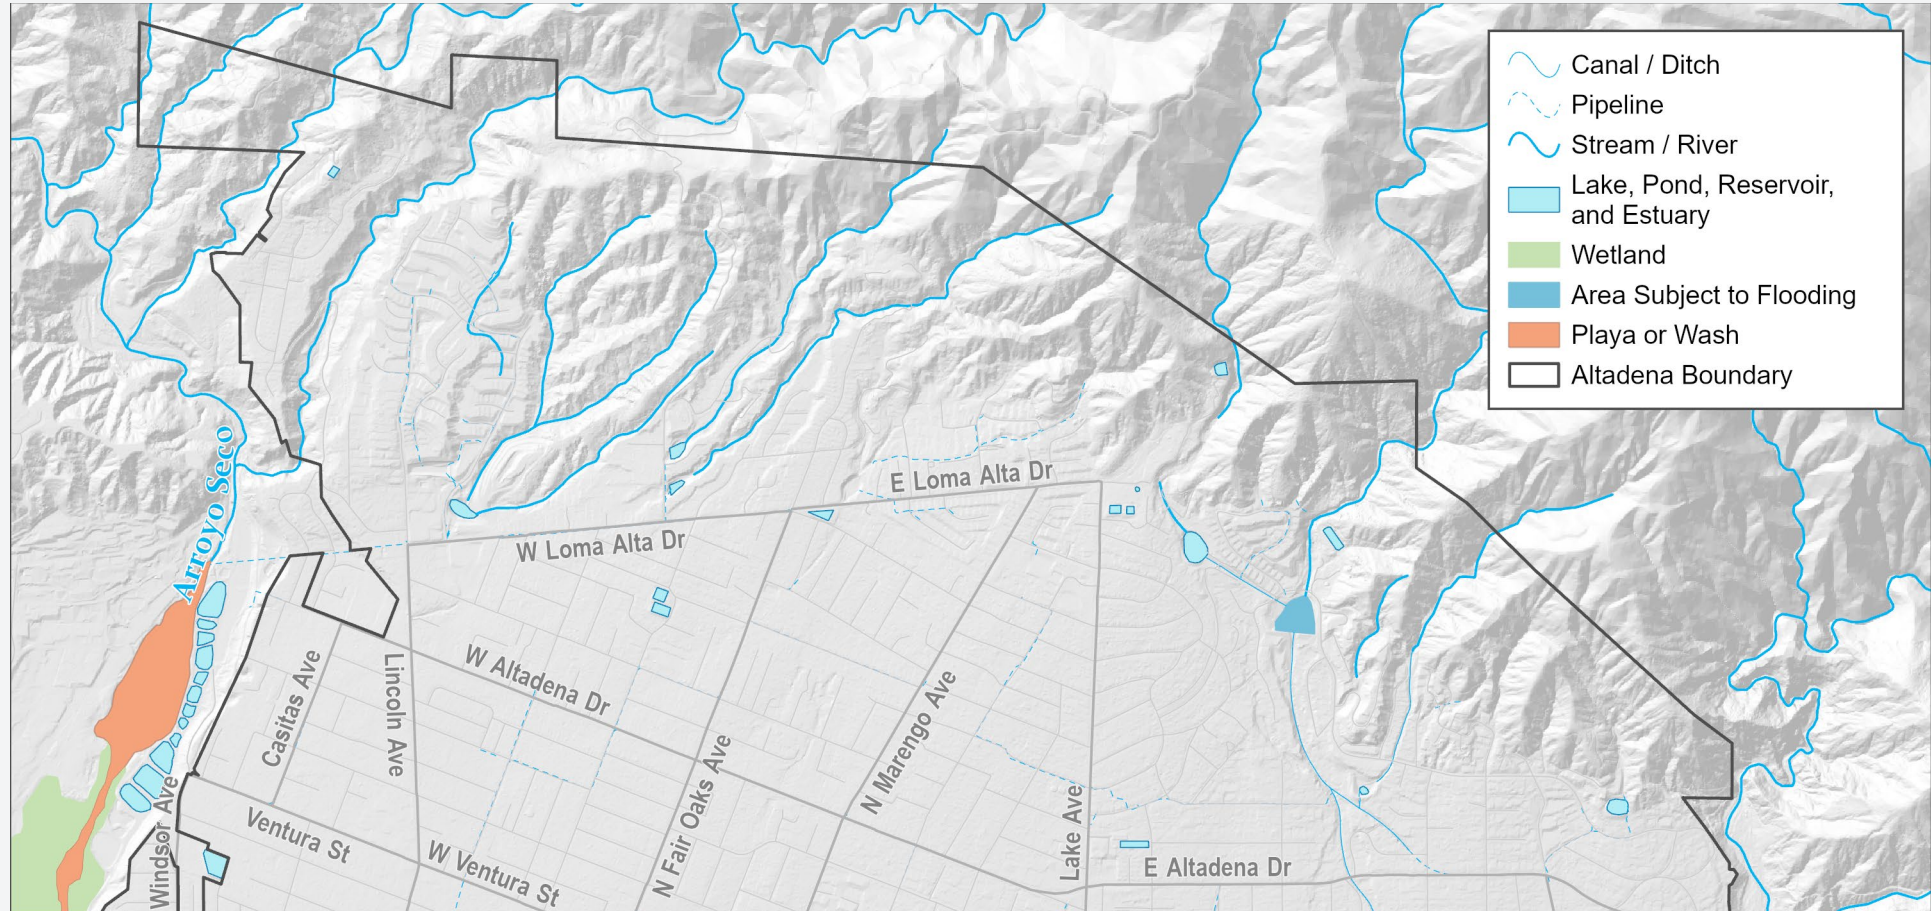 Canal / Ditch
Pipeline
Stream / River
Lake, Pond, Reservoir,
and Estuary
Wetland
Area Subject to Flooding
Playa or Wash
Altadena Boundary
Arroyo Seco
E Loma Alta Dr
W Loma Alta Dr
W Altadena Dr
Casitas Ave
Lincoln Ave
N Marengo Ave
N Fair Oaks Ave
Windsor Ave
Ventura St
W Ventura St
Lake Ave
E Altadena Dr